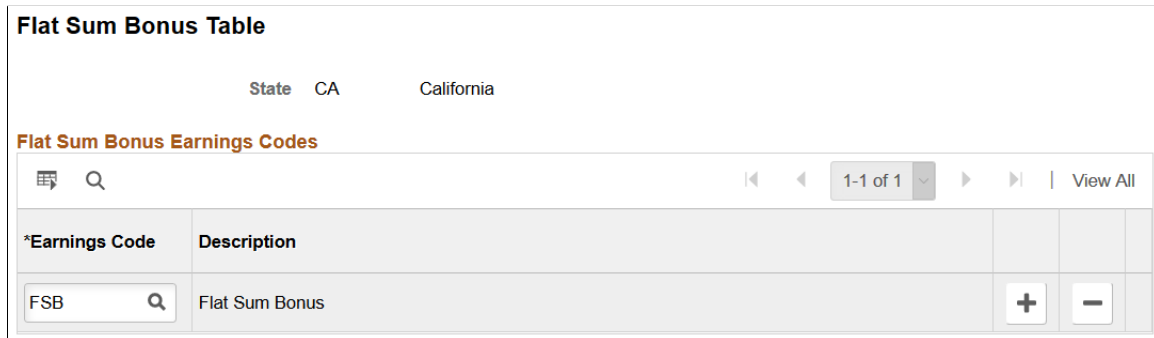 Flat Sum Bonus Table
State CA California
Flat Sum Bonus Earnings Codes
1-1 of 1 | View All
*Earnings Code Description
FSB Flat Sum Bonus